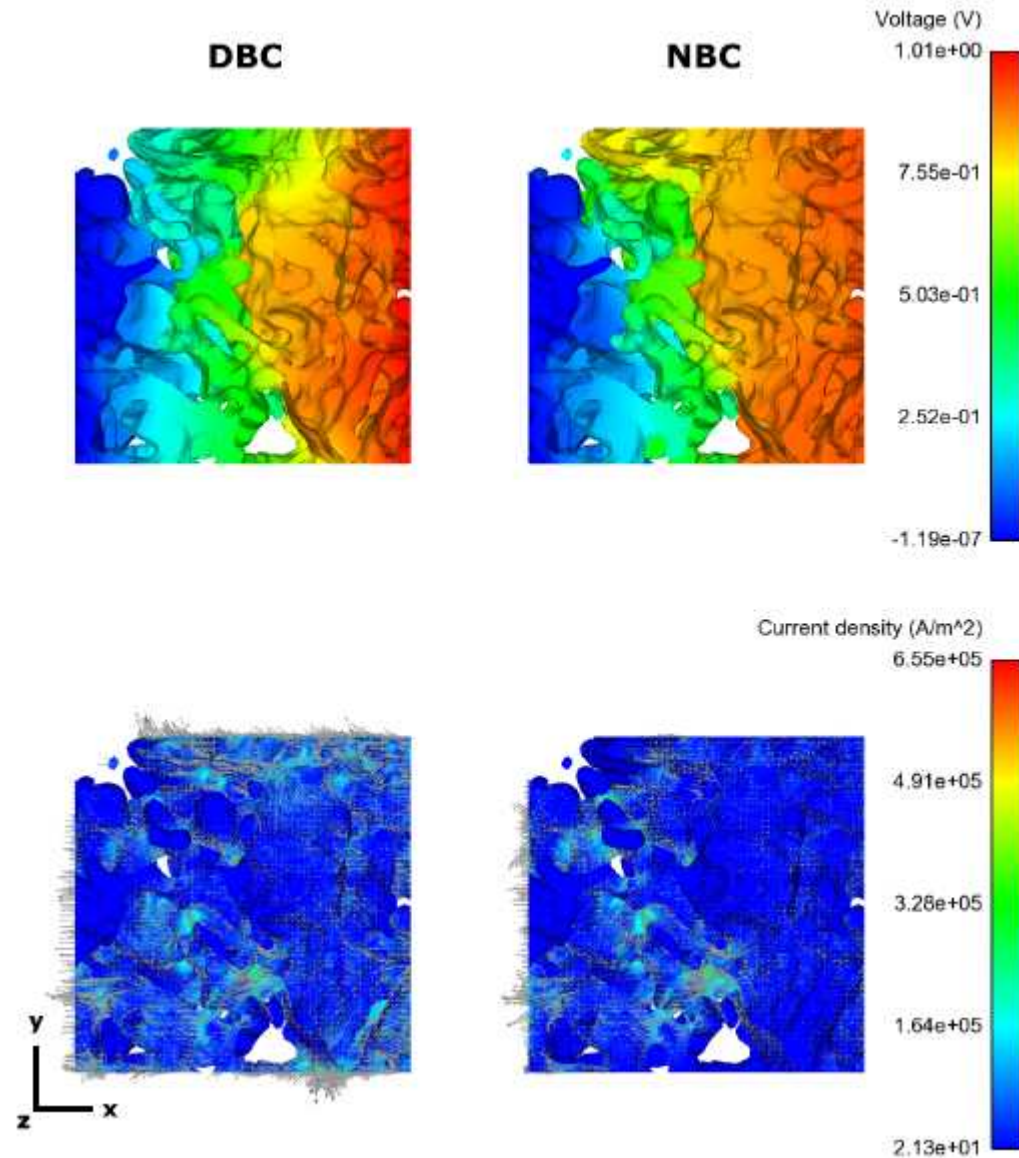 Voltage (V)
DBC
NBC
1.01e+00
7.55e-01
5.03e-01
2.52e-01
-1.19e-07
Current density (A/m^2)
6.55e+05
4.91e+05
3.28e+05
1.64e+05
2.13e+01
y
x
z